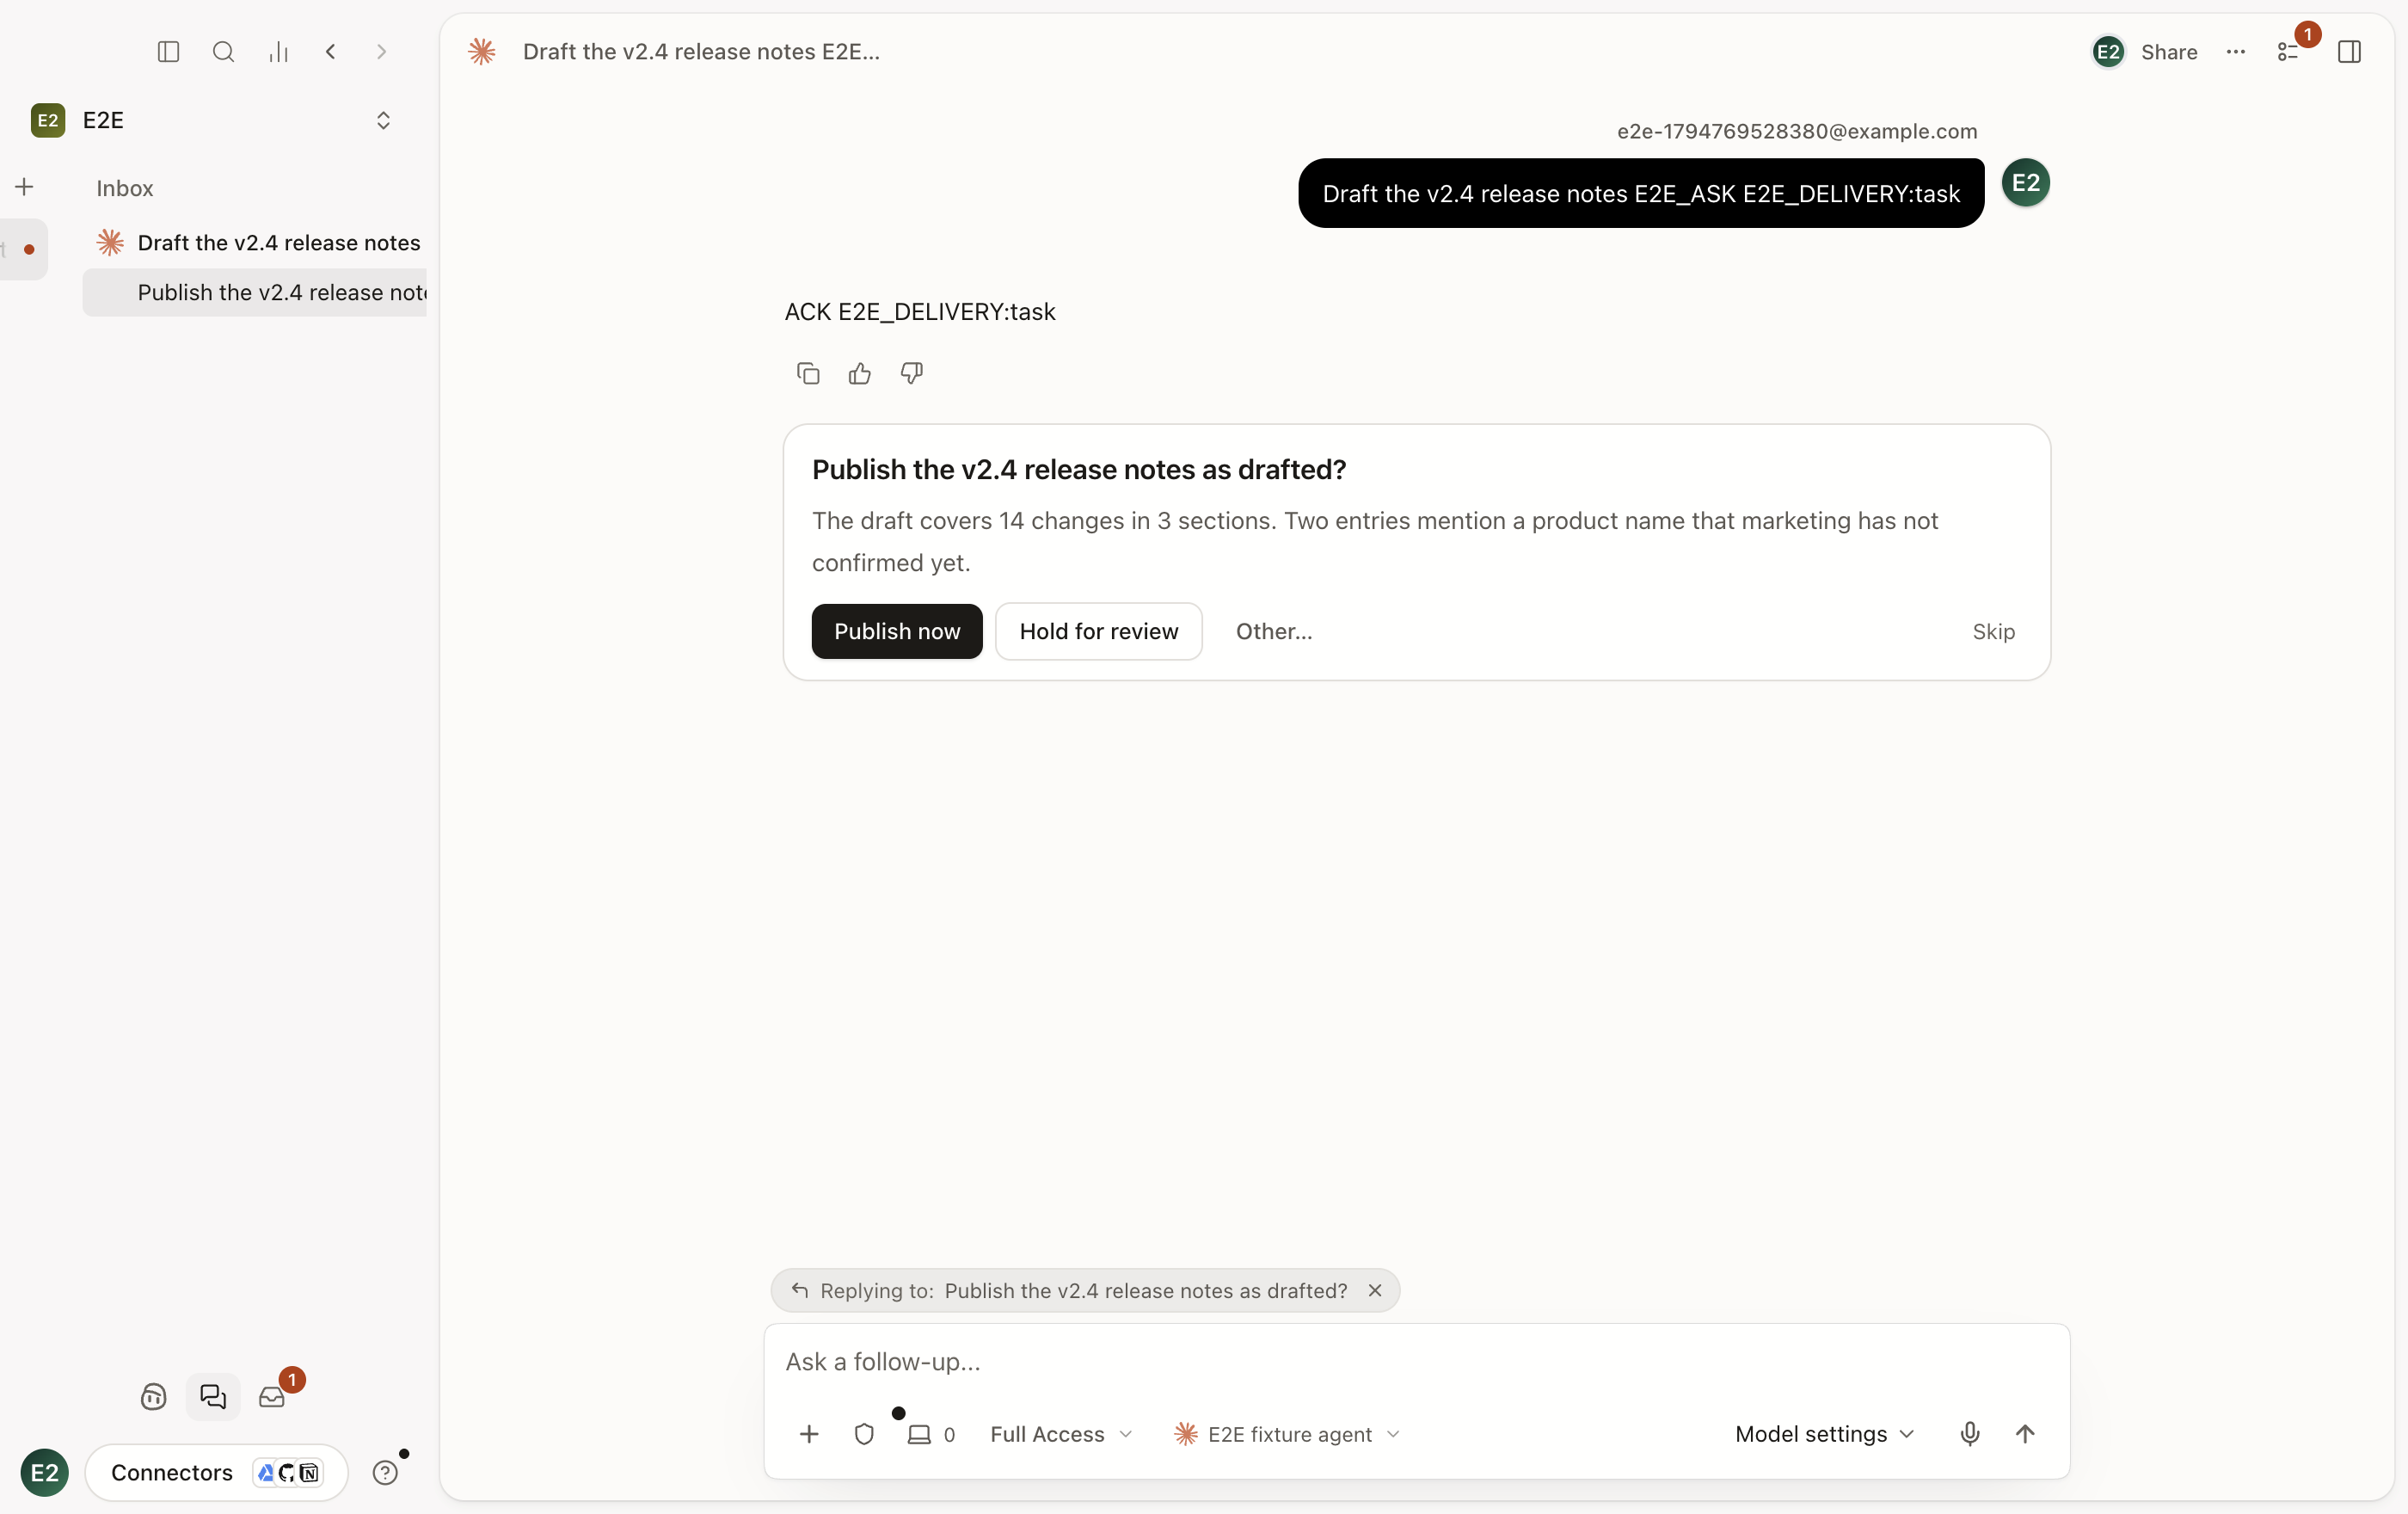 Draft the v2.4 release notes E2E...
E2 Share
1
E2 E2E
Inbox
Draft the v2.4 release notes
Publish the v2.4 release note
e2e-1794769528380@example.com
Draft the v2.4 release notes E2E_ASK E2E_DELIVERY:task
E2
ACK E2E_DELIVERY:task
Publish the v2.4 release notes as drafted?
The draft covers 14 changes in 3 sections. Two entries mention a product name that marketing has not
confirmed yet.
Publish now Hold for review Other... Skip
Replying to: Publish the v2.4 release notes as drafted?
Ask a follow-up...
0 Full Access E2E fixture agent Model settings
1
E2 Connectors